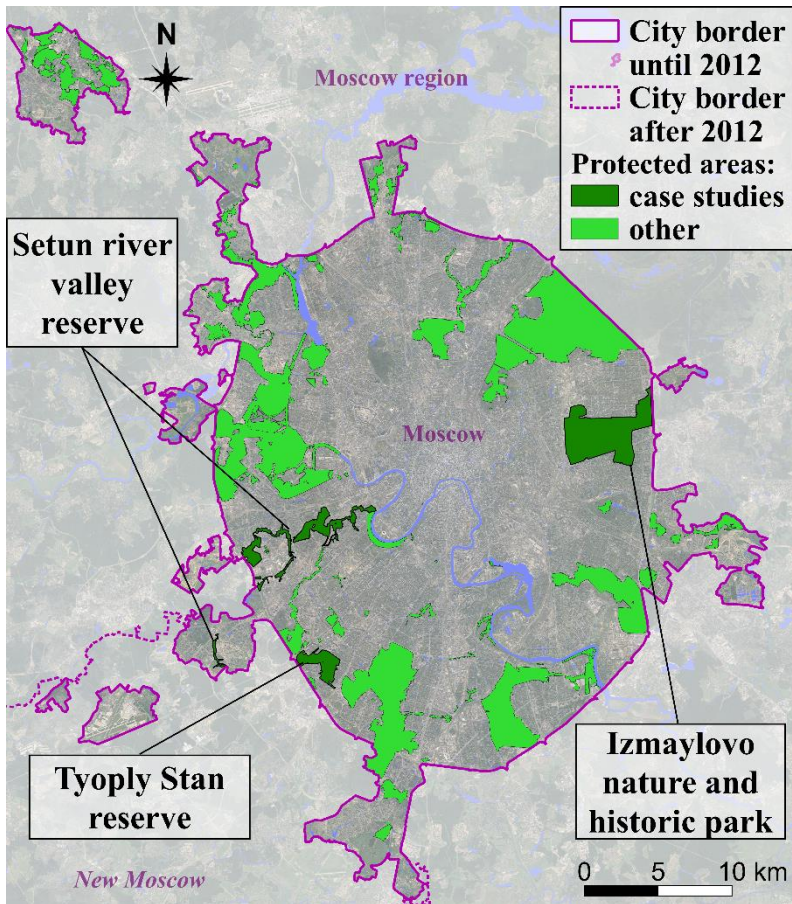 N
Moscow region
City border
until 2012
City border
after 2012
Protected areas:
case studies
other
Setun river
valley
reserve
Moscow
Tyoply Stan
reserve
Izmaylovo
nature and
historic park
New Moscow
0 5 10 km